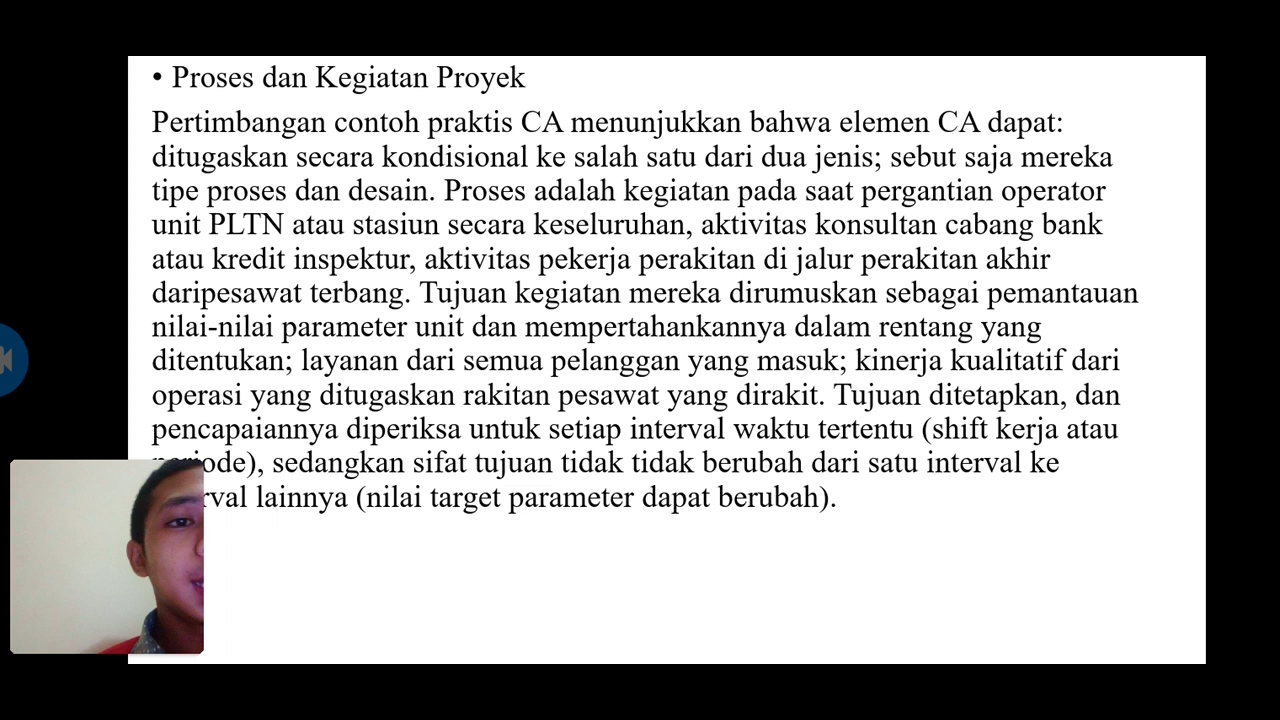 • Proses dan Kegiatan Proyek
Pertimbangan contoh praktis CA menunjukkan bahwa elemen CA dapat:
ditugaskan secara kondisional ke salah satu dari dua jenis; sebut saja mereka
tipe proses dan desain. Proses adalah kegiatan pada saat pergantian operator
unit PLTN atau stasiun secara keseluruhan, aktivitas konsultan cabang bank
atau kredit inspektur, aktivitas pekerja perakitan di jalur perakitan akhir
daripesawat terbang. Tujuan kegiatan mereka dirumuskan sebagai pemantauan
nilai-nilai parameter unit dan mempertahankannya dalam rentang yang
ditentukan; layanan dari semua pelanggan yang masuk; kinerja kualitatif dari
operasi yang ditugaskan rakitan pesawat yang dirakit. Tujuan ditetapkan, dan
pencapaiannya diperiksa untuk setiap interval waktu tertentu (shift kerja atau
periode), sedangkan sifat tujuan tidak tidak berubah dari satu interval ke
lainnya (nilai target parameter dapat berubah).